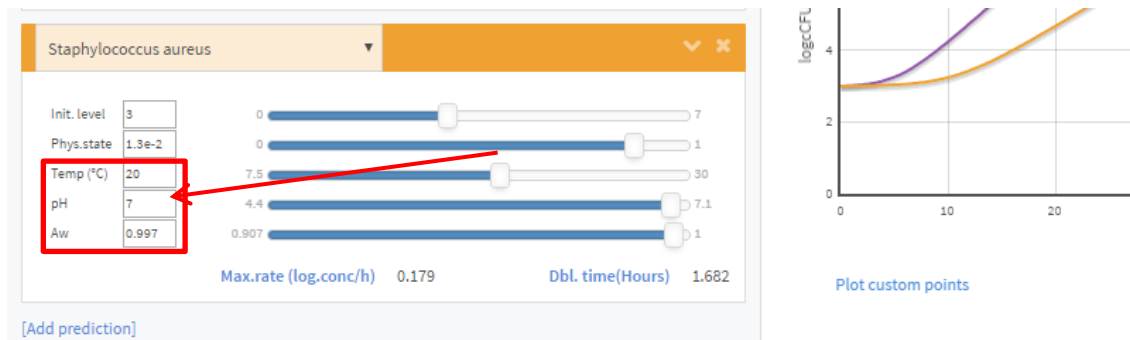 Staphylococcus aureus
Init. level 3 0 7
Phys.state 1.3e-2 0 1
Temp (°C) 20 7.5 30
pH 7 4.4 7.1
Aw 0.997 0.907 1
Max.rate (log.conc/h) 0.179 Dbl. time(Hours) 1.682
[Add prediction]
logcCFU
4
2
0
0 10 20
Plot custom points